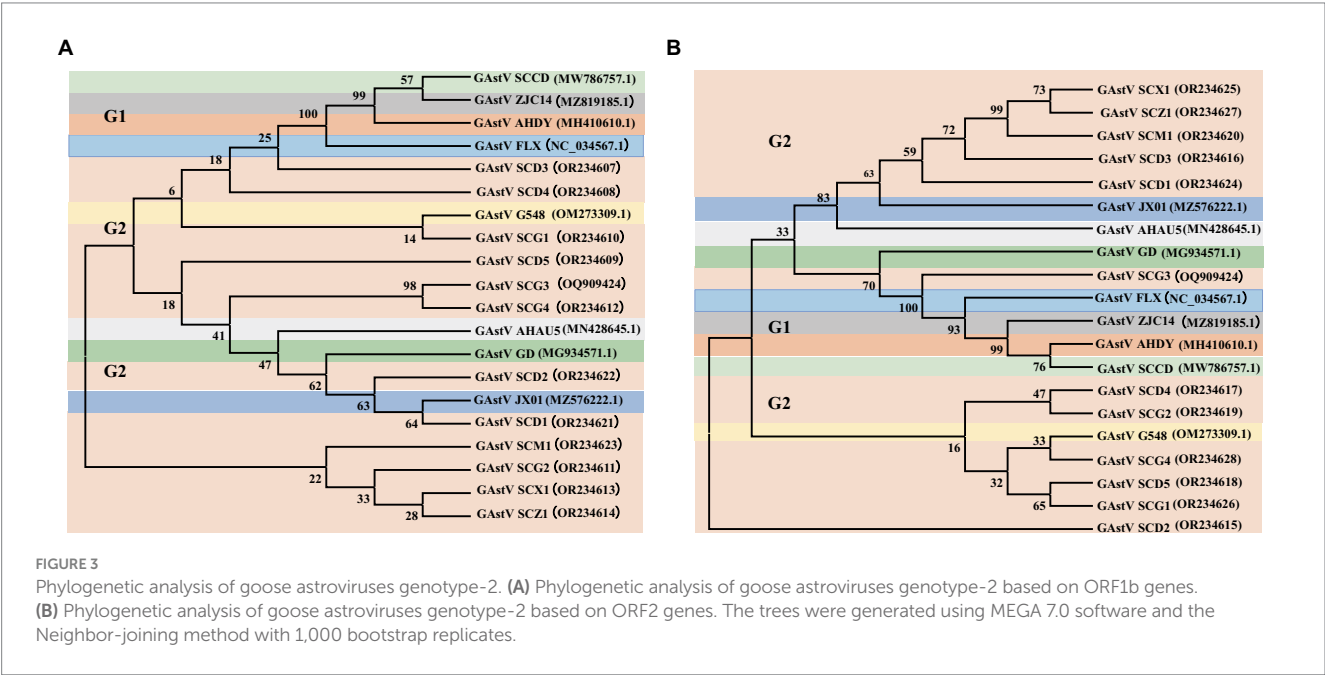 A
G1
G2
G2
57
99
100
25
18
6
14
18
98
41
47
62
63
64
22
33
28
GAstV SCCD (MW786757.1)
GAstV ZJC14 (MZ819185.1)
GAstV AHDY (MH410610.1)
GAstV FLX (NC_034567.1)
GAstV SCD3 (OR234607)
GAstV SCD4 (OR234608)
GAstV G548 (OM273309.1)
GAstV SCG1 (OR234610)
GAstV SCD5 (OR234609)
GAstV SCG3 (OQ909424)
GAstV SCG4 (OR234612)
GAstV AHAU5 (MN428645.1)
GAstV GD (MG934571.1)
GAstV SCD2 (OR234622)
GAstV JX01 (MZ576222.1)
GAstV SCD1 (OR234621)
GAstV SCM1 (OR234623)
GAstV SCG2 (OR234611)
GAstV SCX1 (OR234613)
GAstV SCZ1 (OR234614)
B
G2
G1
G2
73
99
72
59
63
83
33
70
100
93
99
76
47
16
33
32
65
GAstV SCX1 (OR234625)
GAstV SCZ1 (OR234627)
GAstV SCM1 (OR234620)
GAstV SCD3 (OR234616)
GAstV SCD1 (OR234624)
GAstV JX01 (MZ576222.1)
GAstV AHAU5 (MN428645.1)
GAstV GD (MG934571.1)
GAstV SCG3 (OQ909424)
GAstV FLX (NC_034567.1)
GAstV ZJC14 (MZ819185.1)
GAstV AHDY (MH410610.1)
GAstV SCCD (MW786757.1)
GAstV SCD4 (OR234617)
GAstV SCG2 (OR234619)
GAstV G548 (OM273309.1)
GAstV SCG4 (OR234628)
GAstV SCD5 (OR234618)
GAstV SCG1 (OR234626)
GAstV SCD2 (OR234615)
FIGURE 3
Phylogenetic analysis of goose astroviruses genotype-2. (A) Phylogenetic analysis of goose astroviruses genotype-2 based on ORF1b genes.
(B) Phylogenetic analysis of goose astroviruses genotype-2 based on ORF2 genes. The trees were generated using MEGA 7.0 software and the
Neighbor-joining method with 1,000 bootstrap replicates.